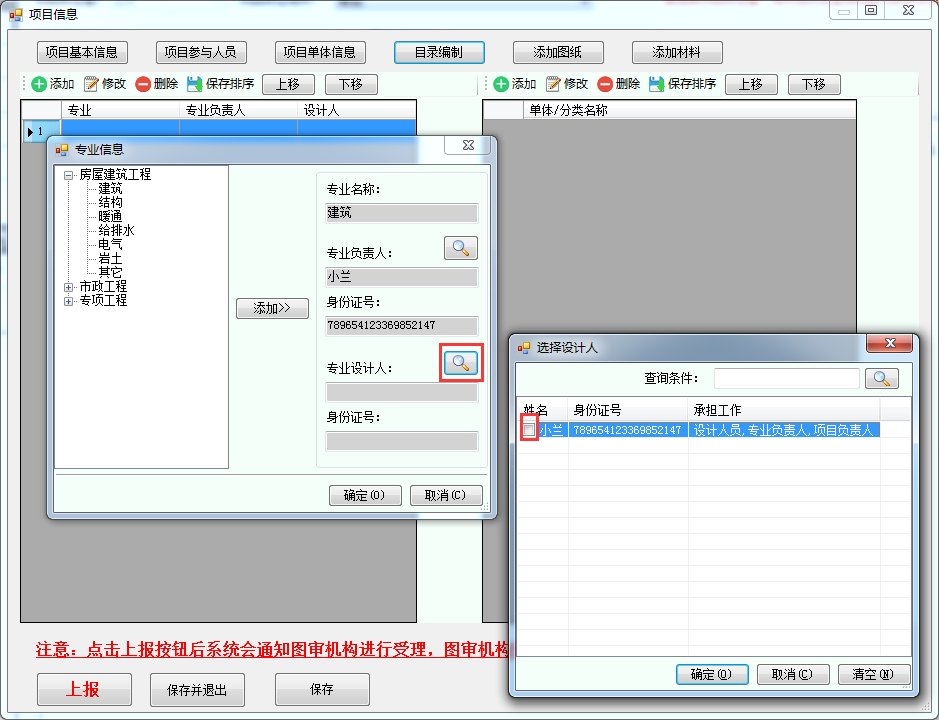 项目信息
项目基本信息 项目参与人员 项目单体信息 目录编制 添加图纸 添加材料
添加 修改 删除 保存排序 上移 下移 添加 修改 删除 保存排序 上移 下移
专业 专业负责人 设计人 单体/分类名称
1
专业信息
房屋建筑工程
建筑
结构
暖通
给排水
电气
岩土
其它
市政工程
专项工程
添加>>
专业名称:
建筑
专业负责人:
小兰
身份证号:
789654123369852147
专业设计人:
身份证号:
确定(O) 取消(C)
选择设计人
查询条件:
姓名 身份证号 承担工作
小兰 789654123369852147 设计人员,专业负责人,项目负责人
确定(O) 取消(C) 清空(N)
注意：点击上报按钮后系统会通知图审机构进行受理，图审机构
上报 保存并退出 保存